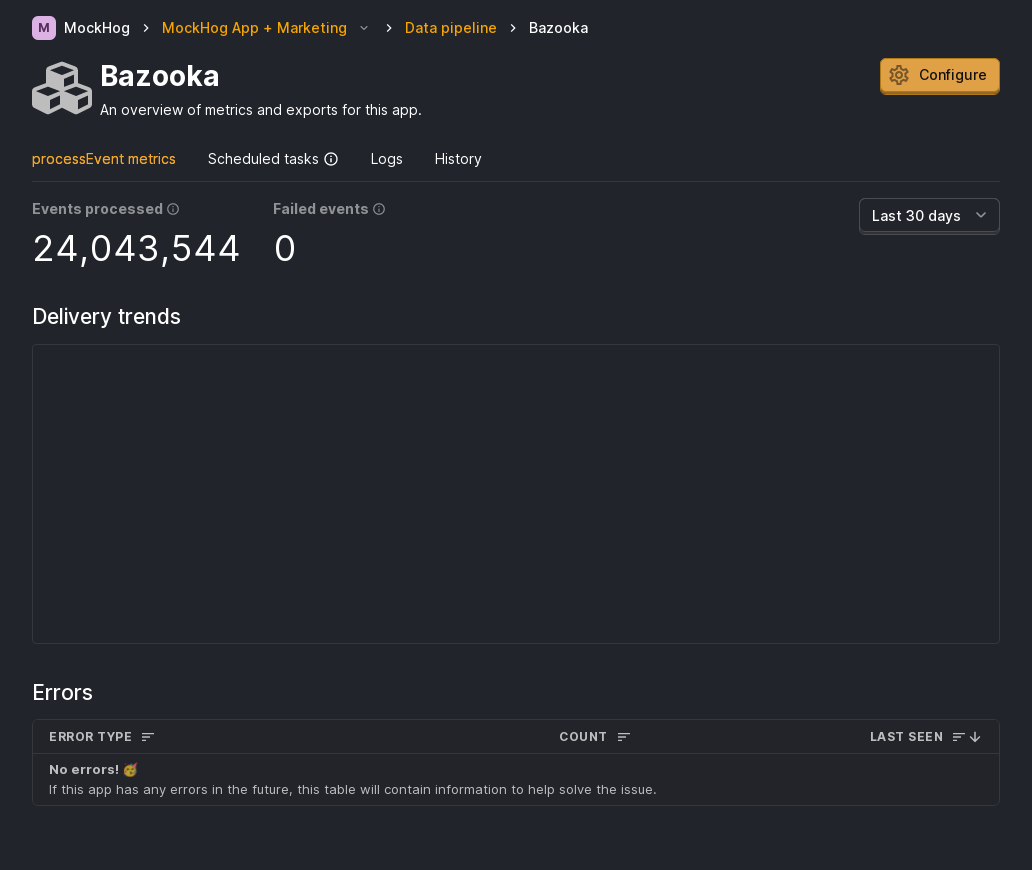 M MockHog MockHog App + Marketing Data pipeline Bazooka
Bazooka
An overview of metrics and exports for this app.
Configure
processEvent metrics Scheduled tasks Logs History
Events processed Failed events
24,043,544 0
Last 30 days
Delivery trends
Errors
ERROR TYPE COUNT LAST SEEN
No errors! 🥳
If this app has any errors in the future, this table will contain information to help solve the issue.